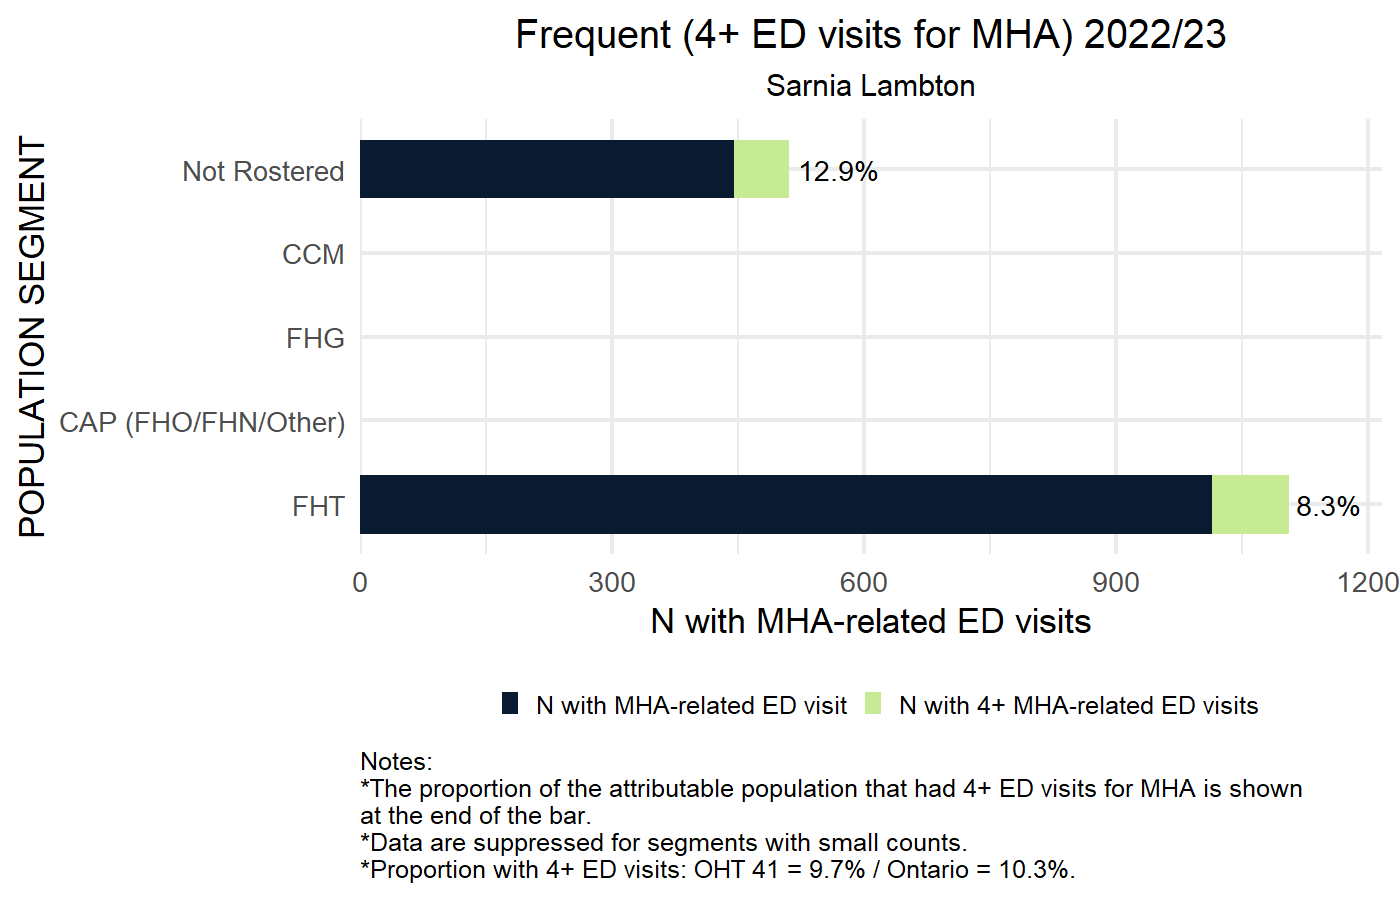 Frequent (4+ ED visits for MHA) 2022/23
Sarnia Lambton
POPULATION SEGMENT
Not Rostered
12.9%
CCM
FHG
CAP (FHO/FHN/Other)
FHT
8.3%
0 300 600 900 1200
N with MHA-related ED visits
N with MHA-related ED visit N with 4+ MHA-related ED visits
Notes:
*The proportion of the attributable population that had 4+ ED visits for MHA is shown
at the end of the bar.
*Data are suppressed for segments with small counts.
*Proportion with 4+ ED visits: OHT 41 = 9.7% / Ontario = 10.3%.